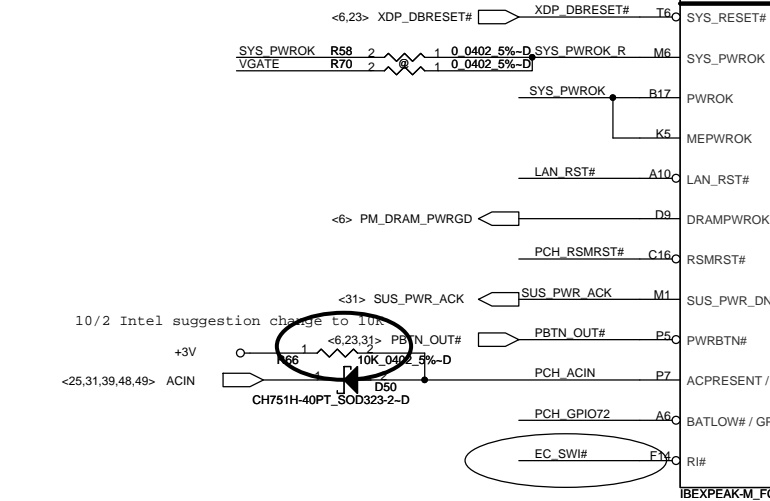 <6,23> XDP_DBRESET# XDP_DBRESET# T6 SYS_RESET#
SYS_PWROK R58 2 1 0_0402_5%~D SYS_PWROK_R M6 SYS_PWROK
VGATE R70 2 @ 1 0_0402_5%~D
SYS_PWROK B17 PWROK
K5 MEPWROK
LAN_RST# A10 LAN_RST#
<6> PM_DRAM_PWRGD D9 DRAMPWROK
PCH_RSMRST# C16 RSMRST#
<31> SUS_PWR_ACK SUS_PWR_ACK M1 SUS_PWR_DN
10/2 Intel suggestion change to 10K
<6,23,31> PBTN_OUT# PBTN_OUT# P5 PWRBTN#
+3V 1 2
R66 10K_0402_5%~D
<25,31,39,48,49> ACIN 1 2 PCH_ACIN P7 ACPRESENT /
D50
CH751H-40PT_SOD323-2~D
PCH_GPIO72 A6 BATLOW# / GP
EC_SWI# F14 RI#
IBEXPEAK-M_FC